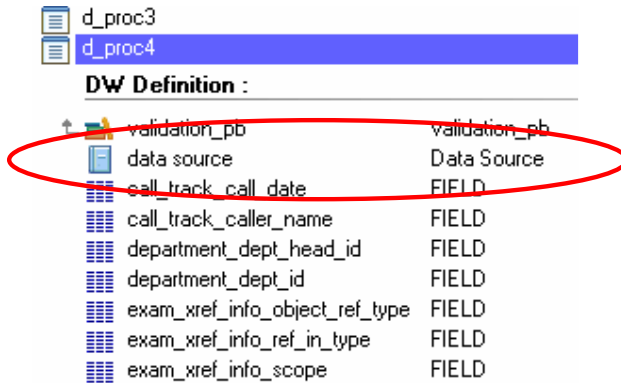 d_proc3
d_proc4
DW Definition :
validation_pb validation_pb
data source Data Source
call_track_call_date FIELD
call_track_caller_name FIELD
department_dept_head_id FIELD
department_dept_id FIELD
exam_xref_info_object_ref_type FIELD
exam_xref_info_ref_in_type FIELD
exam_xref_info_scope FIELD